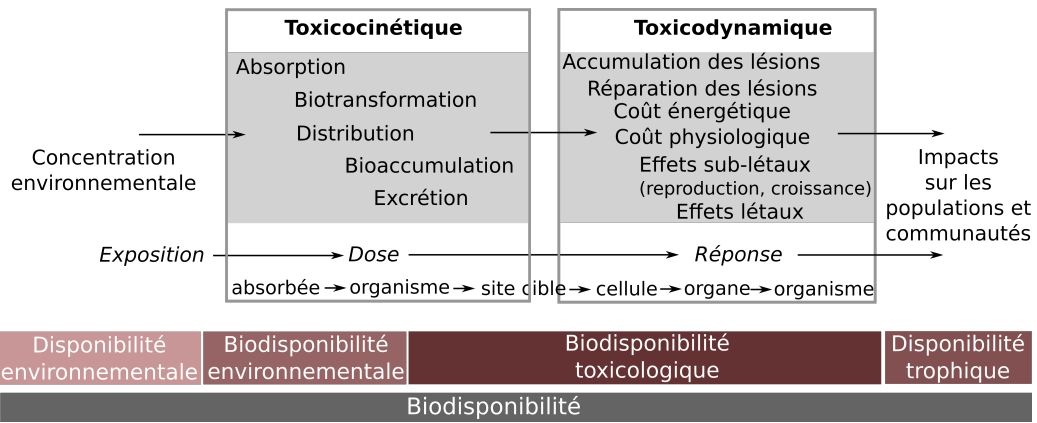 Toxicocinétique
Toxicodynamique
Absorption
Biotransformation
Distribution
Bioaccumulation
Excrétion
Accumulation des lésions
Réparation des lésions
Coût énergétique
Coût physiologique
Effets sub-létaux
(reproduction, croissance)
Effets létaux
Concentration
environnementale
Impacts
sur les
populations et
communautés
Exposition
Dose
Réponse
absorbée
organisme
site cible
cellule
organe
organisme
Disponibilité
environnementale
Biodisponibilité
environnementale
Biodisponibilité
toxicologique
Disponibilité
trophique
Biodisponibilité